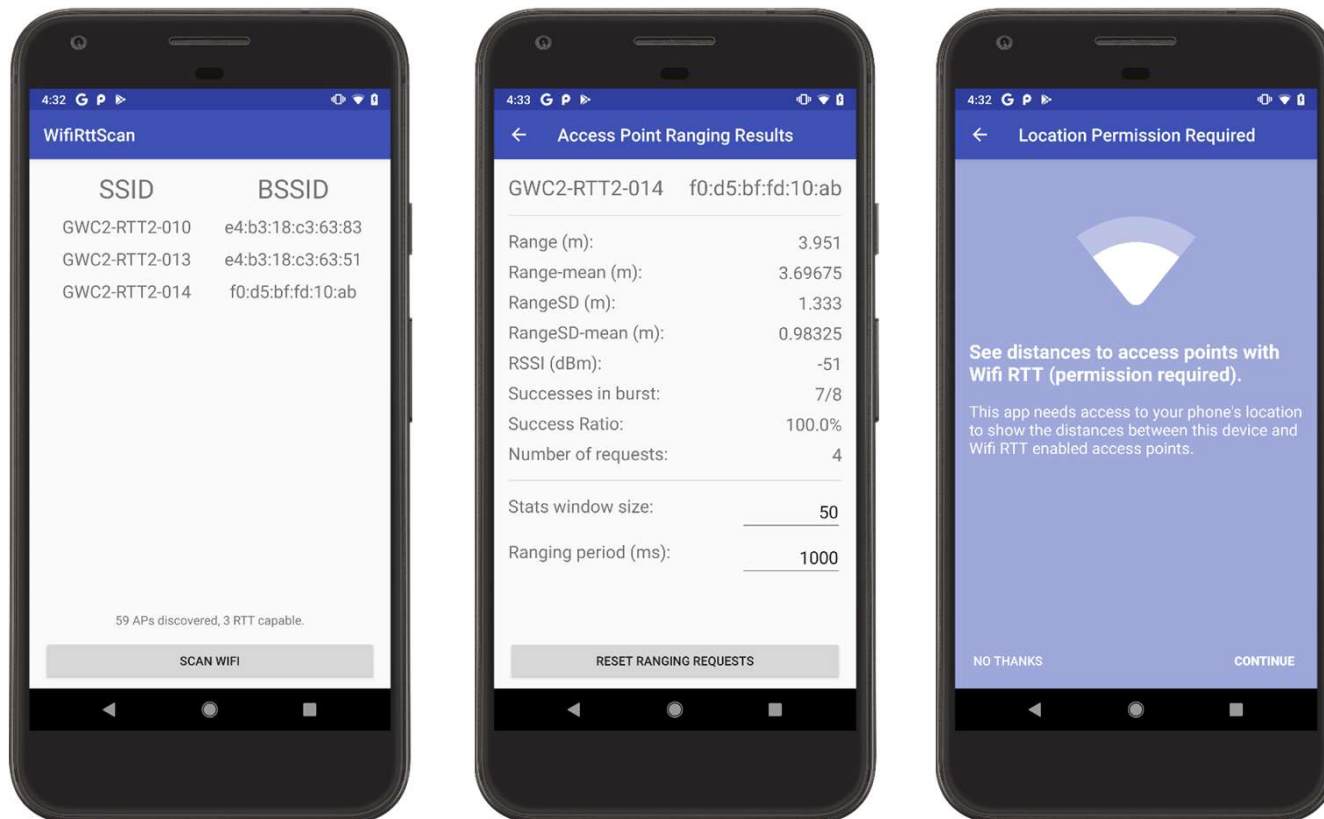 4:32 G P
WifiRttScan
SSID BSSID
GWC2-RTT2-010 e4:b3:18:c3:63:83
GWC2-RTT2-013 e4:b3:18:c3:63:51
GWC2-RTT2-014 f0:d5:bf:fd:10:ab
59 APs discovered, 3 RTT capable.
SCAN WIFI
4:33 G P
Access Point Ranging Results
GWC2-RTT2-014 f0:d5:bf:fd:10:ab
Range (m): 3.951
Range-mean (m): 3.69675
RangeSD (m): 1.333
RangeSD-mean (m): 0.98325
RSSI (dBm): -51
Successes in burst: 7/8
Success Ratio: 100.0%
Number of requests: 4
Stats window size: 50
Ranging period (ms): 1000
RESET RANGING REQUESTS
4:32 G P
Location Permission Required
See distances to access points with
Wifi RTT (permission required).
This app needs access to your phone's location
to show the distances between this device and
Wifi RTT enabled access points.
NO THANKS CONTINUE